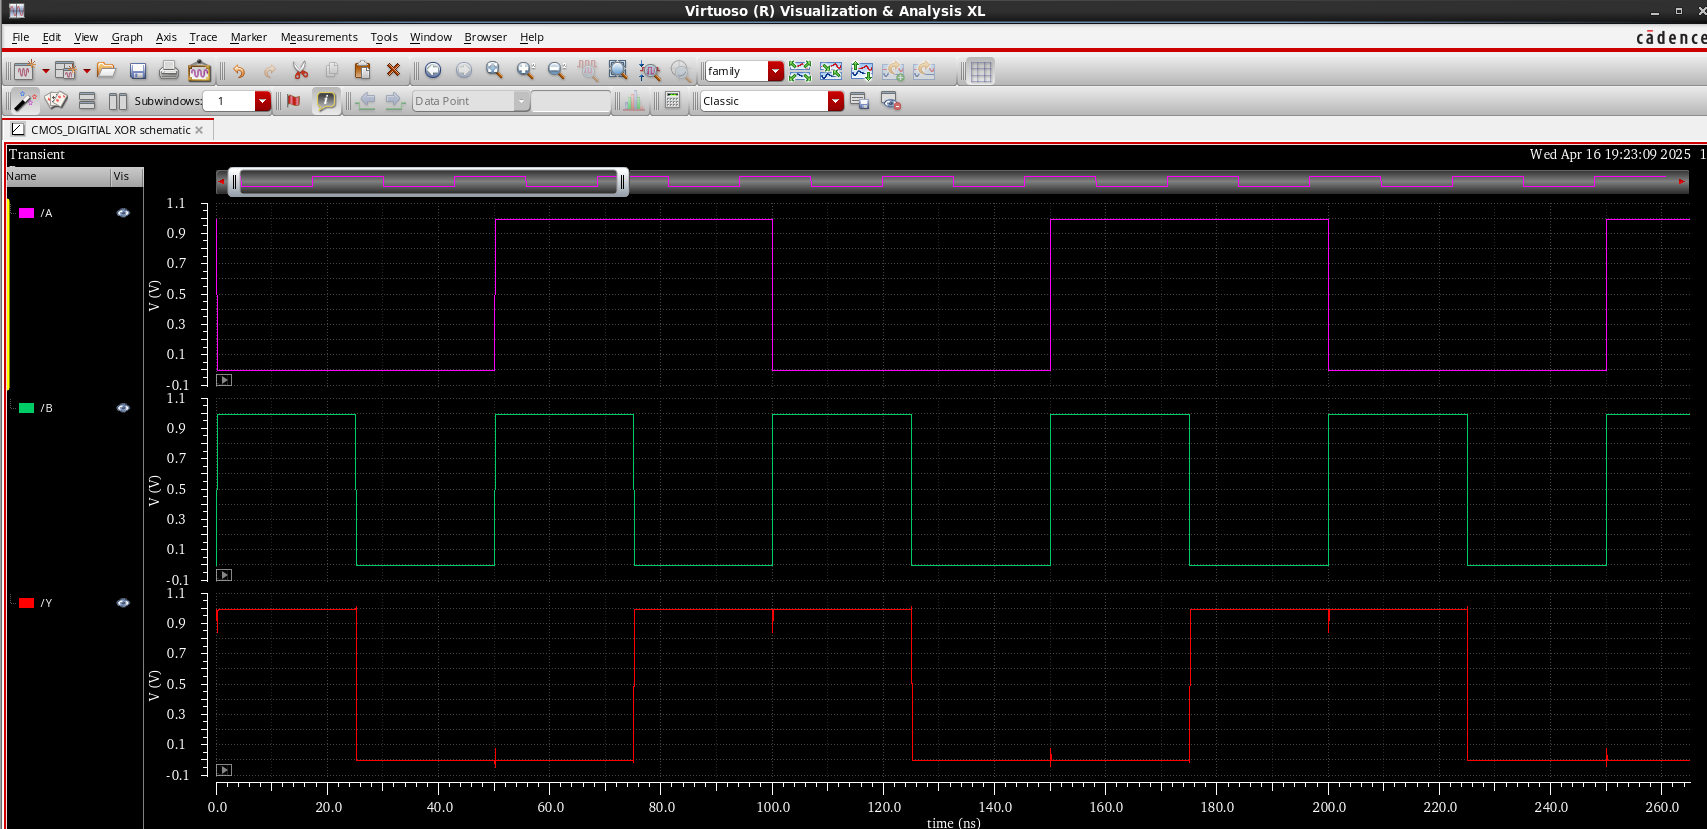 Virtuoso (R) Visualization & Analysis XL
File Edit View Graph Axis Trace Marker Measurements Tools Window Browser Help
cādence
family
Subwindows: 1 Data Point Classic
CMOS_DIGITIAL XOR schematic
Transient Wed Apr 16 19:23:09 2025 1
Name Vis
/A
1.1
0.9
0.7
0.5
0.3
0.1
-0.1
V (V)
/B
1.1
0.9
0.7
0.5
0.3
0.1
-0.1
V (V)
/Y
1.1
0.9
0.7
0.5
0.3
0.1
-0.1
V (V)
0.0 20.0 40.0 60.0 80.0 100.0 120.0 140.0 160.0 180.0 200.0 220.0 240.0 260.0
time (ns)